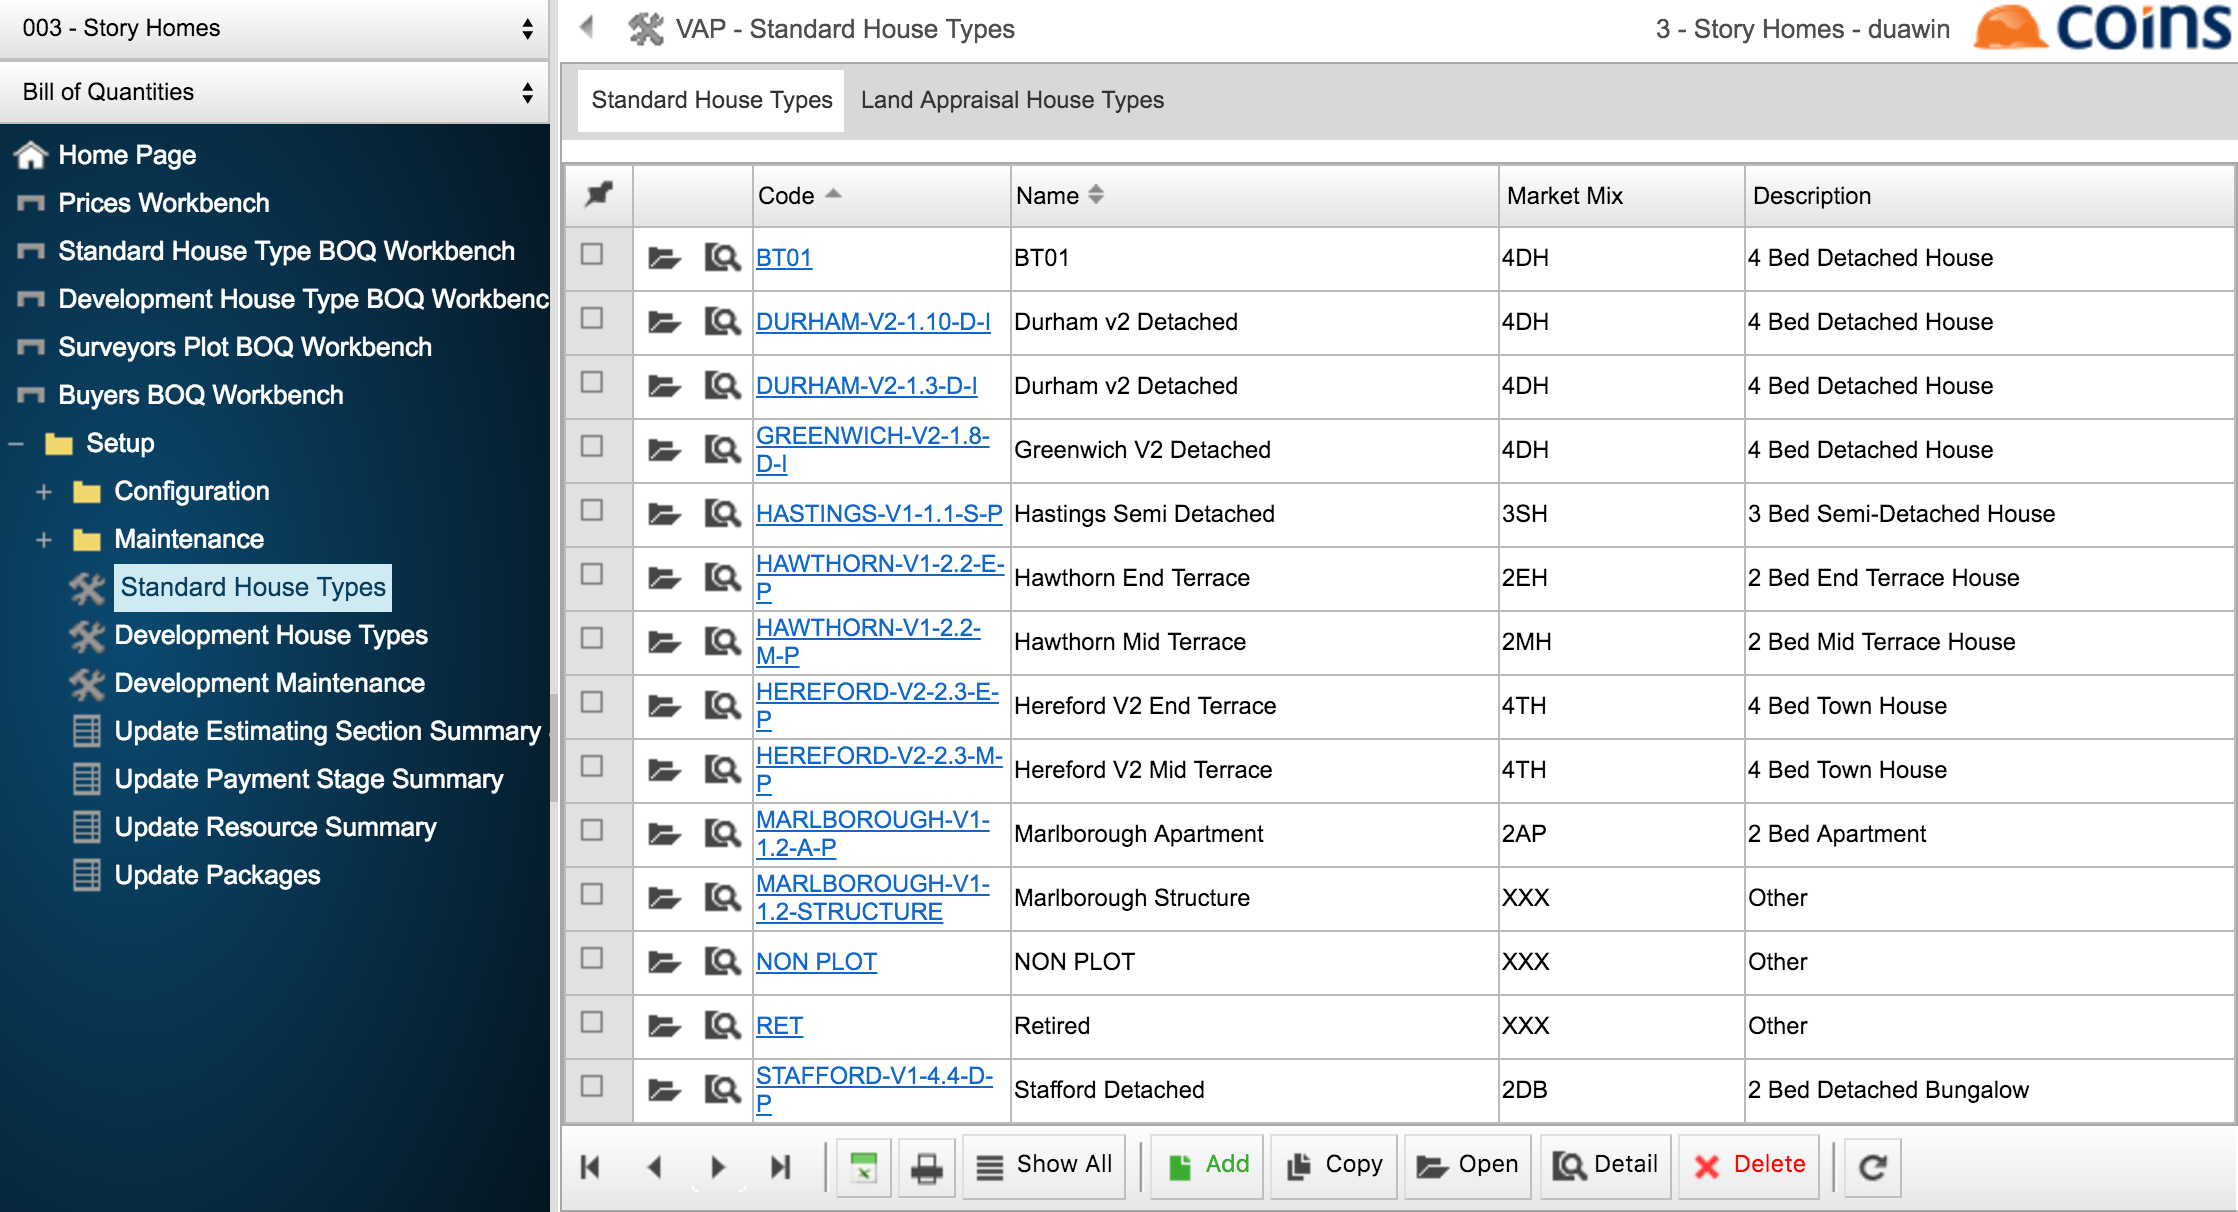 003 - Story Homes
Bill of Quantities
Home Page
Prices Workbench
Standard House Type BOQ Workbench
Development House Type BOQ Workbenc
Surveyors Plot BOQ Workbench
Buyers BOQ Workbench
Setup
Configuration
Maintenance
Standard House Types
Development House Types
Development Maintenance
Update Estimating Section Summary
Update Payment Stage Summary
Update Resource Summary
Update Packages
VAP - Standard House Types
3 - Story Homes - duawin
coins
Standard House Types Land Appraisal House Types
Code Name Market Mix Description
BT01 BT01 4DH 4 Bed Detached House
DURHAM-V2-1.10-D-I Durham v2 Detached 4DH 4 Bed Detached House
DURHAM-V2-1.3-D-I Durham v2 Detached 4DH 4 Bed Detached House
GREENWICH-V2-1.8-
D-I Greenwich V2 Detached 4DH 4 Bed Detached House
HASTINGS-V1-1.1-S-P Hastings Semi Detached 3SH 3 Bed Semi-Detached House
HAWTHORN-V1-2.2-E-
P Hawthorn End Terrace 2EH 2 Bed End Terrace House
HAWTHORN-V1-2.2-
M-P Hawthorn Mid Terrace 2MH 2 Bed Mid Terrace House
HEREFORD-V2-2.3-E-
P Hereford V2 End Terrace 4TH 4 Bed Town House
HEREFORD-V2-2.3-M-
P Hereford V2 Mid Terrace 4TH 4 Bed Town House
MARLBOROUGH-V1-
1.2-A-P Marlborough Apartment 2AP 2 Bed Apartment
MARLBOROUGH-V1-
1.2-STRUCTURE Marlborough Structure XXX Other
NON PLOT NON PLOT XXX Other
RET Retired XXX Other
STAFFORD-V1-4.4-D-
P Stafford Detached 2DB 2 Bed Detached Bungalow
Show All Add Copy Open Detail Delete